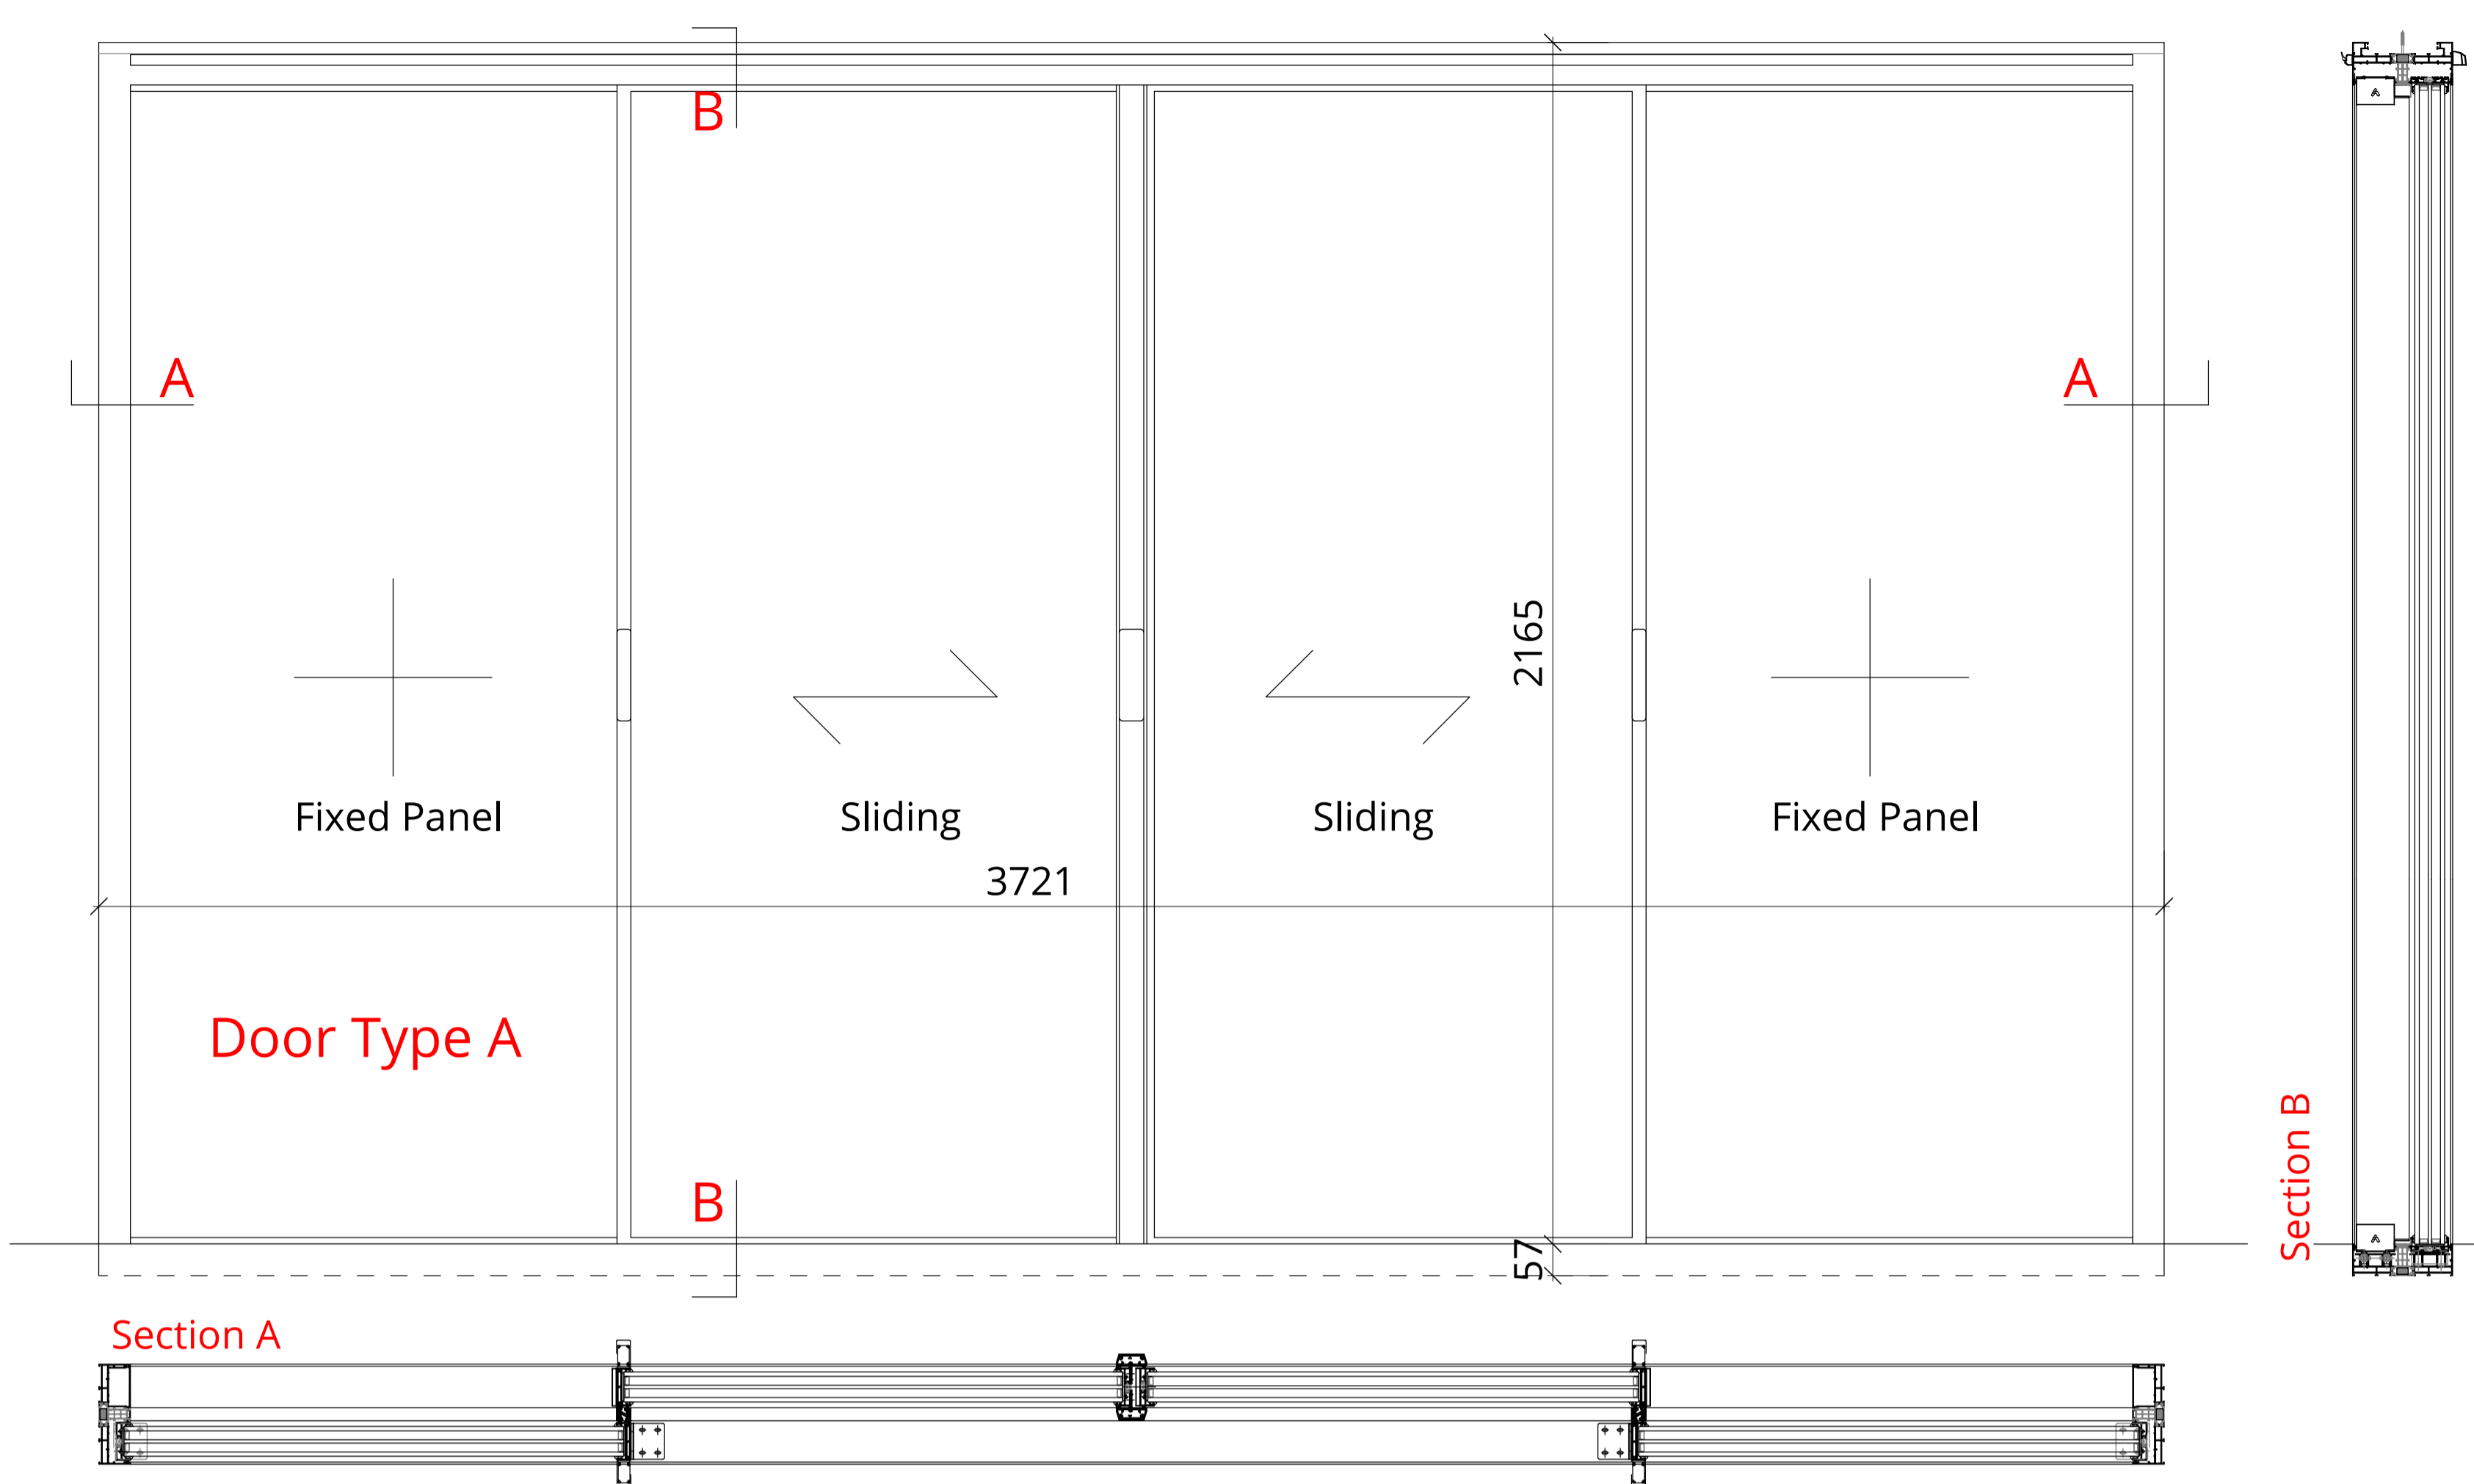 B
A
A
2165
Fixed Panel
Sliding
Sliding
Fixed Panel
3721
Door Type A
B
57
Section B
Section A